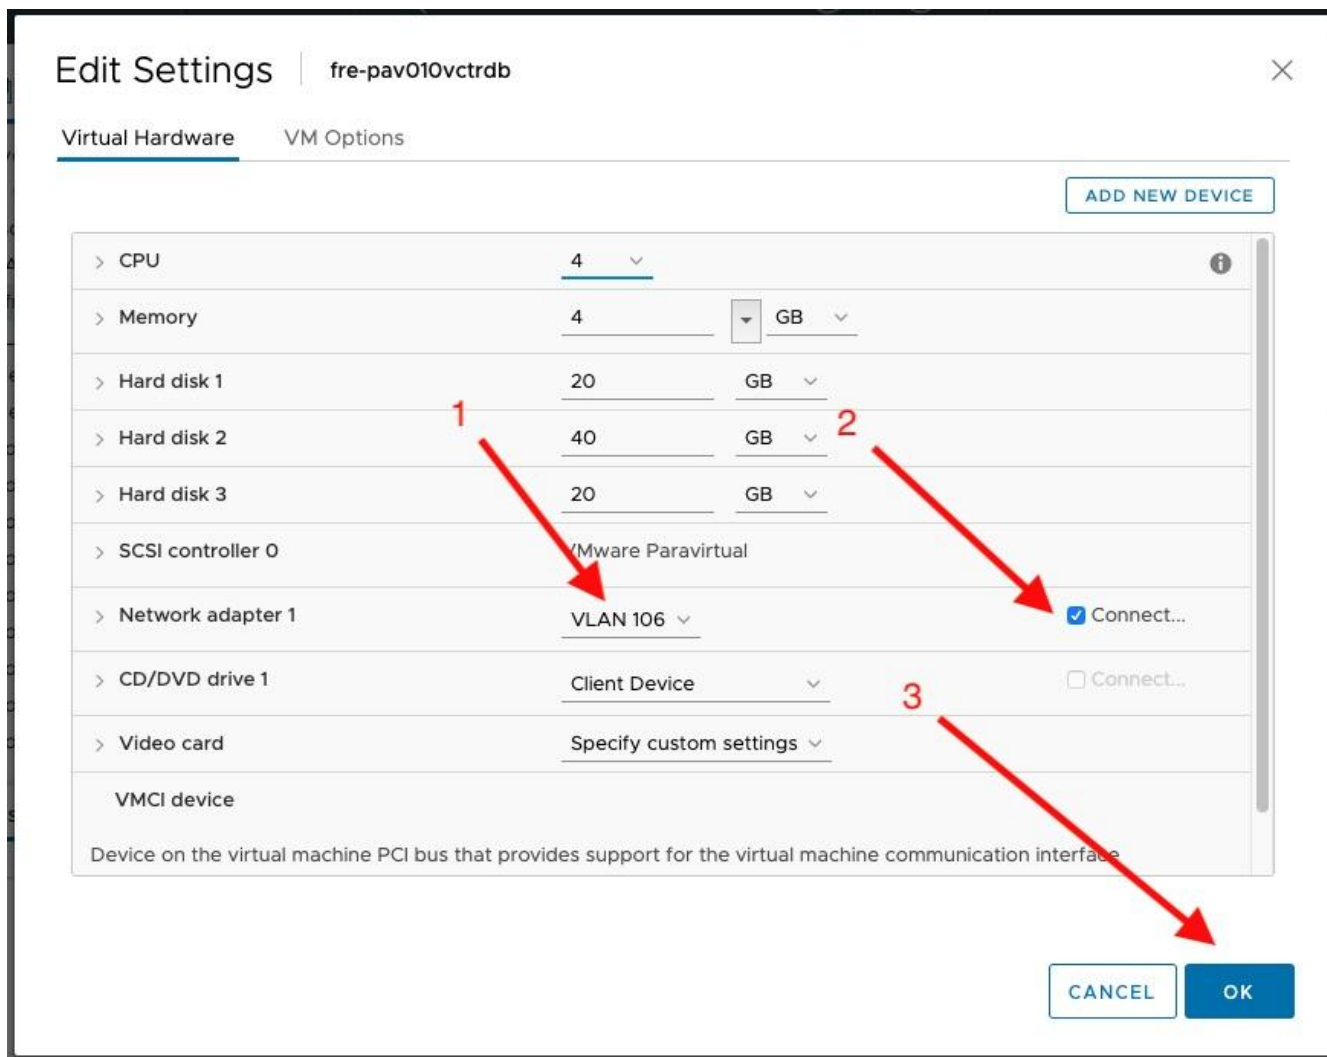 Edit Settings fre-pav010vctrdb
Virtual Hardware VM Options
ADD NEW DEVICE
CPU 4
Memory 4 GB
Hard disk 1 20 GB
1 2
Hard disk 2 40 GB
Hard disk 3 20 GB
SCSI controller 0 VMware Paravirtual
Network adapter 1 VLAN 106 Connect...
CD/DVD drive 1 Client Device Connect...
3
Video card Specify custom settings
VMCI device
Device on the virtual machine PCI bus that provides support for the virtual machine communication interface
CANCEL OK